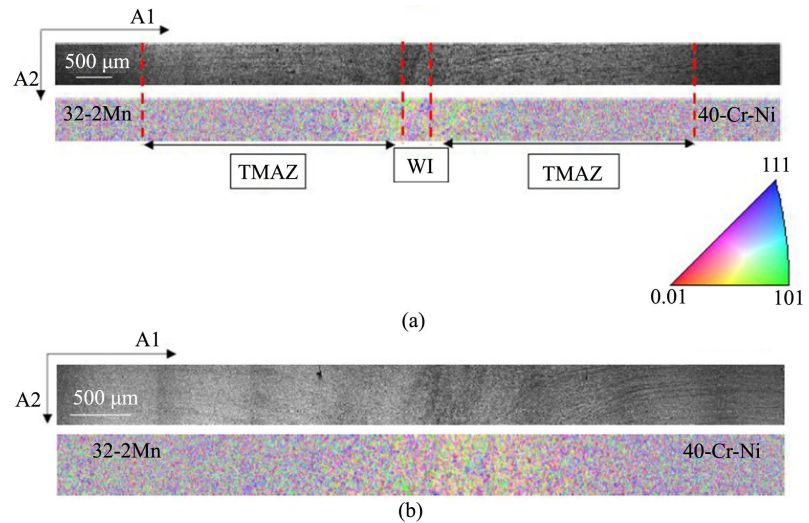 A1
500 μm
A2
32-2Mn
40-Cr-Ni
TMAZ
WI
TMAZ
111
0.01
101
(a)
A1
A2
500 μm
32-2Mn
40-Cr-Ni
(b)